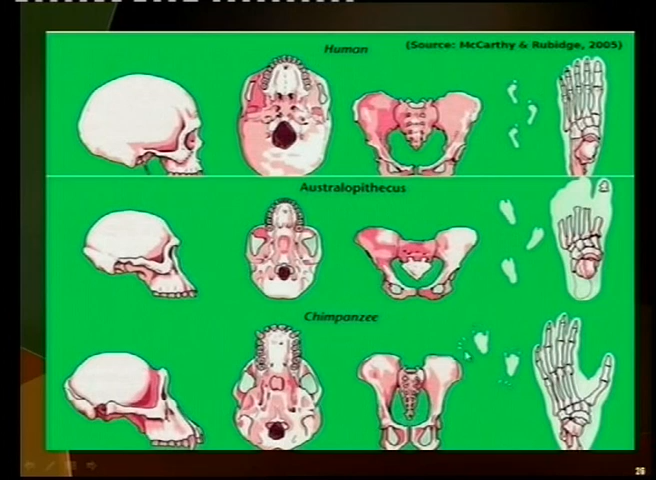 Human
(Source: McCarthy & Rubidge, 2005)
Australopithecus
Chimpanzee
26